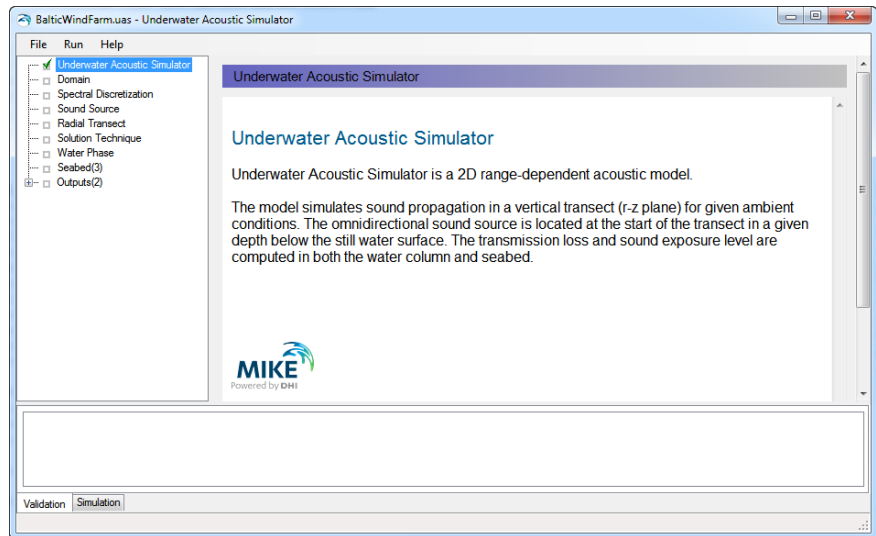 BalticWindFarm.uas - Underwater Acoustic Simulator
File Run Help
Underwater Acoustic Simulator
Domain
Spectral Discretization
Sound Source
Radial Transect
Solution Technique
Water Phase
Seabed(3)
Outputs(2)
Underwater Acoustic Simulator
Underwater Acoustic Simulator
Underwater Acoustic Simulator is a 2D range-dependent acoustic model.
The model simulates sound propagation in a vertical transect (r-z plane) for given ambient
conditions. The omnidirectional sound source is located at the start of the transect in a given
depth below the still water surface. The transmission loss and sound exposure level are
computed in both the water column and seabed.
MIKE
Powered by DHI
Validation Simulation